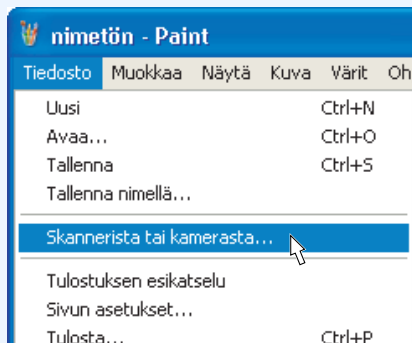 nimetön - Paint
Tiedosto Muokkaa Näytä Kuva Värit Oh
Uusi Ctrl+N
Avaa... Ctrl+O
Tallenna Ctrl+S
Tallenna nimellä...
Skannerista tai kamerasta...
Tulostuksen esikatselu
Sivun asetukset...
Tulosta... Ctrl+P